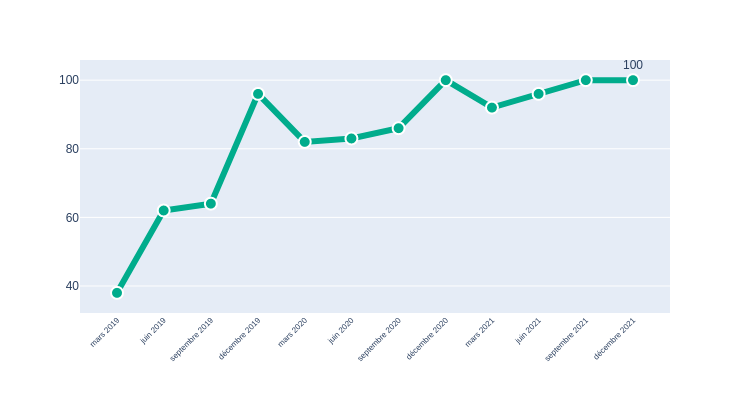 100
100
80
60
40
mars 2019
juin 2019
septembre 2019
décembre 2019
mars 2020
juin 2020
septembre 2020
décembre 2020
mars 2021
juin 2021
septembre 2021
décembre 2021